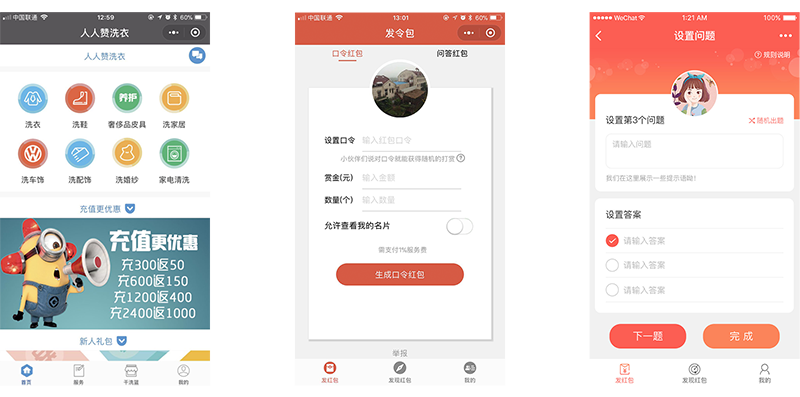 中国联通
12:59
60%
人人赞洗衣
人人赞洗衣
洗衣
洗鞋
养护
奢侈品皮具
洗家居
洗车饰
洗配饰
洗婚纱
家电清洗
充值更优惠
充值更优惠
充300返50
充600返150
充1200返400
充2400返1000
新人礼包
首页
服务
干洗篮
我的
中国联通
13:01
60%
发令包
口令红包
问答红包
设置口令
输入红包口令
小伙伴们说对口令就能获得随机的打赏
赏金(元)
输入金额
数量(个)
输入数量
允许查看我的名片
需支付1%服务费
生成口令红包
举报
发红包
发现红包
我的
WeChat
1:21 AM
100%
设置问题
规则说明
设置第3个问题
随机出题
请输入问题
我们在这里展示一些提示语呦！
设置答案
请输入答案
请输入答案
请输入答案
下一题
完成
发红包
发现红包
我的